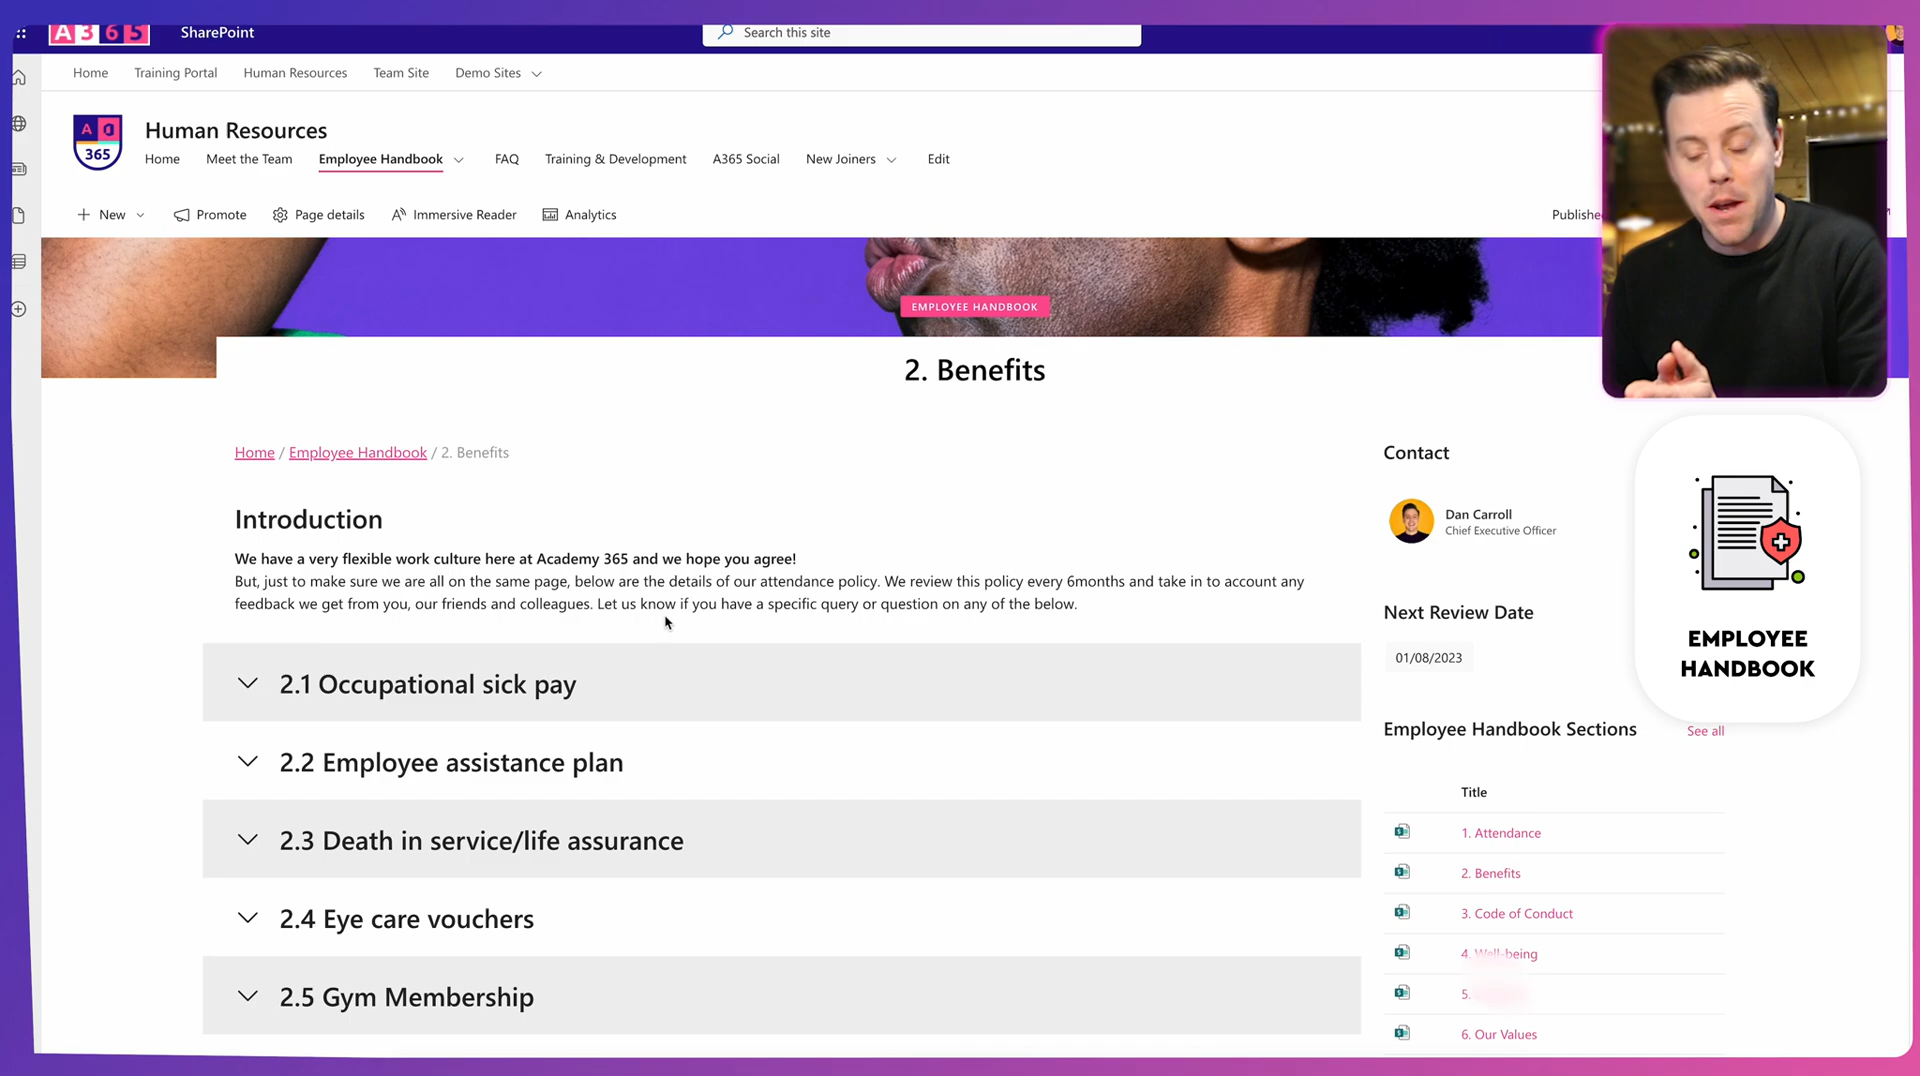 A365
SharePoint
Search this site
Home
Training Portal
Human Resources
Team Site
Demo Sites
A
365
Human Resources
Home
Meet the Team
Employee Handbook
FAQ
Training & Development
A365 Social
New Joiners
Edit
New
Promote
Page details
Immersive Reader
Analytics
EMPLOYEE HANDBOOK
2. Benefits
Home / Employee Handbook / 2. Benefits
Introduction
We have a very flexible work culture here at Academy 365 and we hope you agree!
But, just to make sure we are all on the same page, below are the details of our attendance policy. We review this policy every 6months and take in to account any
feedback we get from you, our friends and colleagues. Let us know if you have a specific query or question on any of the below.
2.1 Occupational sick pay
2.2 Employee assistance plan
2.3 Death in service/life assurance
2.4 Eye care vouchers
2.5 Gym Membership
Contact
Dan Carroll
Chief Executive Officer
Next Review Date
01/08/2023
Employee Handbook Sections
See all
Title
1. Attendance
2. Benefits
3. Code of Conduct
4. Well-being
5.
6. Our Values
EMPLOYEE
HANDBOOK